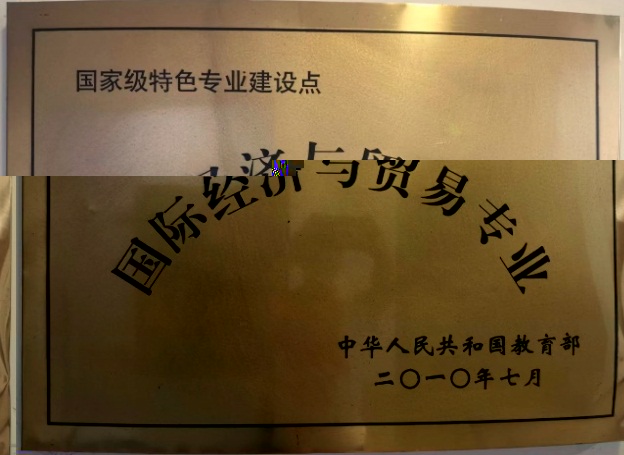 国家级特色专业建设点
国际经济与贸易专业
中华人民共和国教育部
二〇一〇年七月